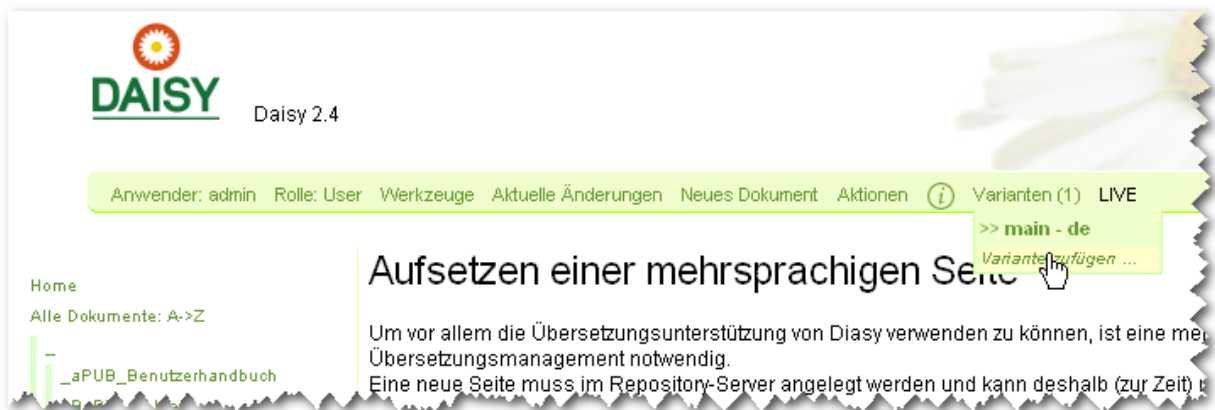 DAISY
Daisy 2.4
Anwender: admin Rolle: User Werkzeuge Aktuelle Änderungen Neues Dokument Aktionen i Varianten (1) LIVE
>> main - de
Variante zufügen ...
Aufsetzen einer mehrsprachigen Seite
Home
Alle Dokumente: A->Z
Um vor allem die Übersetzungsunterstützung von Diasy verwenden zu können, ist eine
Übersetzungsmanagement notwendig.
_
_aPUB_Benutzerhandbuch
Eine neue Seite muss im Repository-Server angelegt werden und kann deshalb (zur Zeit)